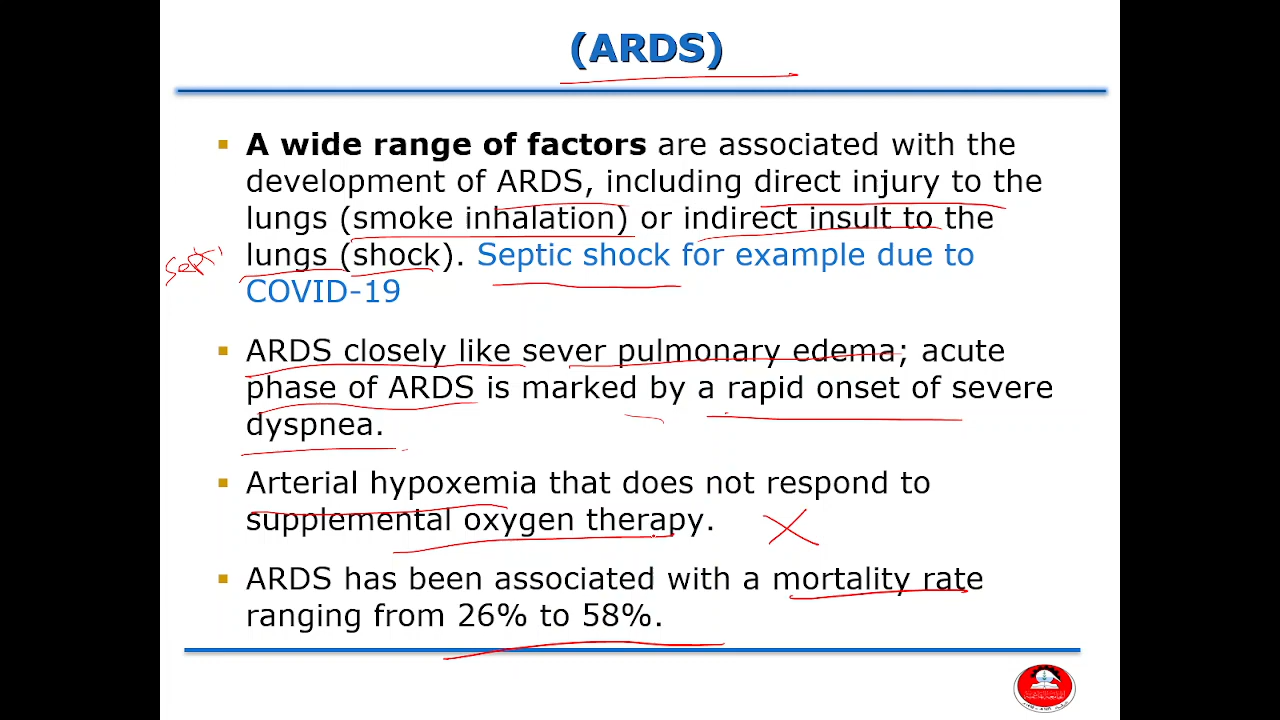 (ARDS)
A wide range of factors are associated with the
development of ARDS, including direct injury to the
lungs (smoke inhalation) or indirect insult to the
lungs (shock). Septic shock for example due to
COVID-19
ARDS closely like sever pulmonary edema; acute
phase of ARDS is marked by a rapid onset of severe
dyspnea.
Arterial hypoxemia that does not respond to
supplemental oxygen therapy.
ARDS has been associated with a mortality rate
ranging from 26% to 58%.